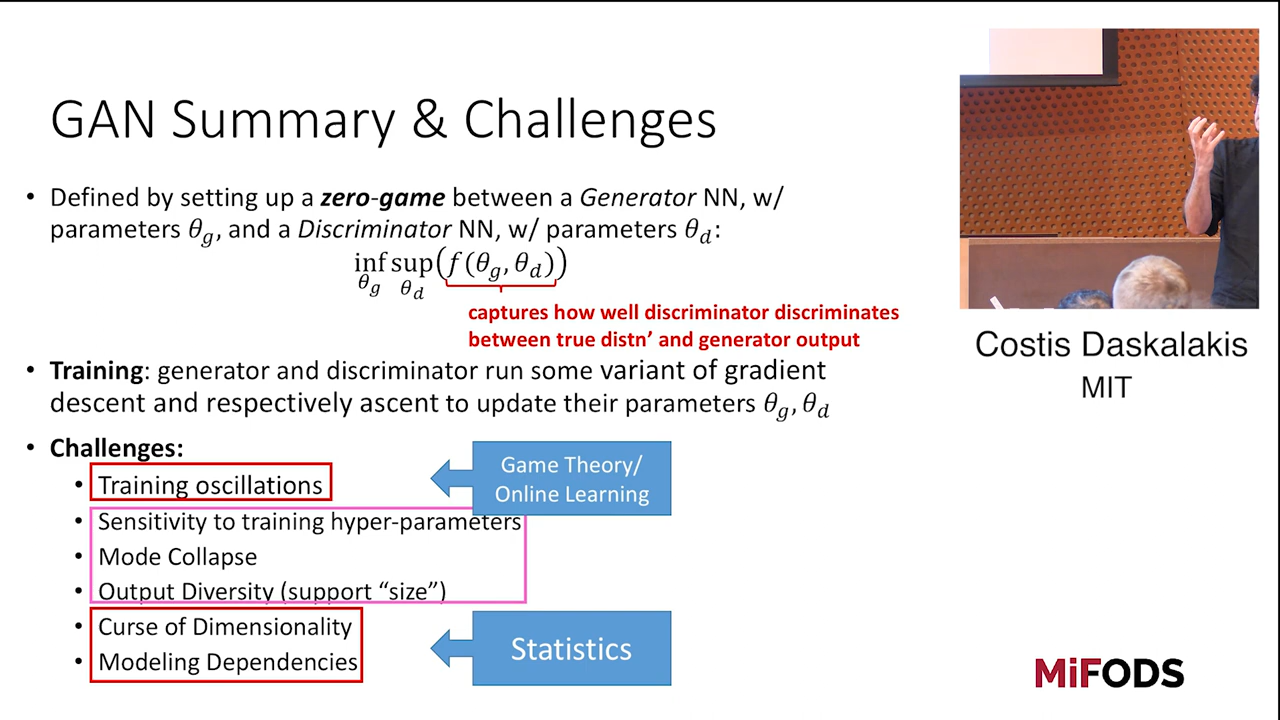 GAN Summary & Challenges
• Defined by setting up a zero-game between a Generator NN, w/
parameters θg, and a Discriminator NN, w/ parameters θd:
inf sup (f(θg, θd))
θg θd
captures how well discriminator discriminates
between true distn' and generator output
• Training: generator and discriminator run some variant of gradient
descent and respectively ascent to update their parameters θg, θd
• Challenges:
• Training oscillations
• Sensitivity to training hyper-parameters
• Mode Collapse
• Output Diversity (support “size”)
• Curse of Dimensionality
• Modeling Dependencies
Game Theory/
Online Learning
Statistics
Costis Daskalakis
MIT
MiFODS